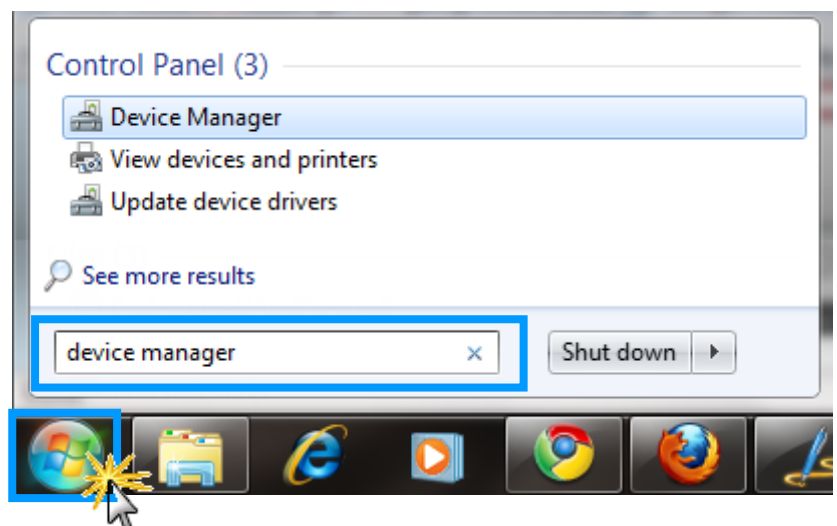 Control Panel (3)
Device Manager
View devices and printers
Update device drivers
See more results
device manager
Shut down